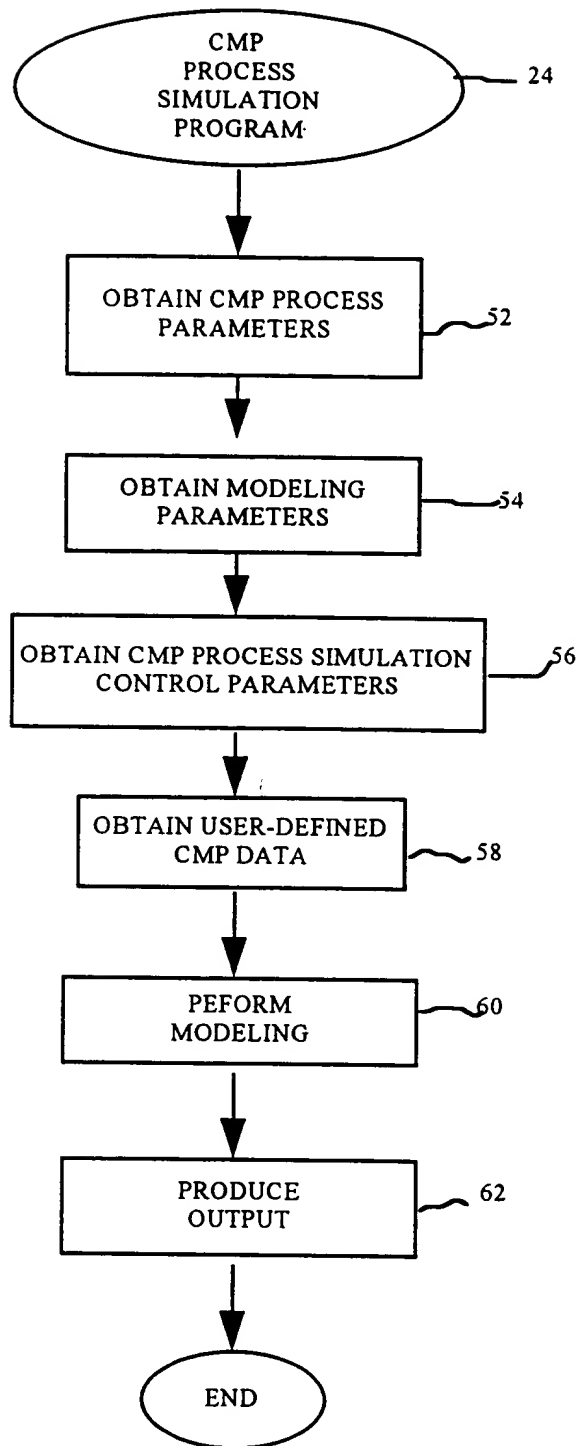 CMP
PROCESS
SIMULATION
PROGRAM
24
OBTAIN CMP PROCESS
PARAMETERS
52
OBTAIN MODELING
PARAMETERS
54
OBTAIN CMP PROCESS SIMULATION
CONTROL PARAMETERS
56
OBTAIN USER-DEFINED
CMP DATA
58
PEFORM
MODELING
60
PRODUCE
OUTPUT
62
END